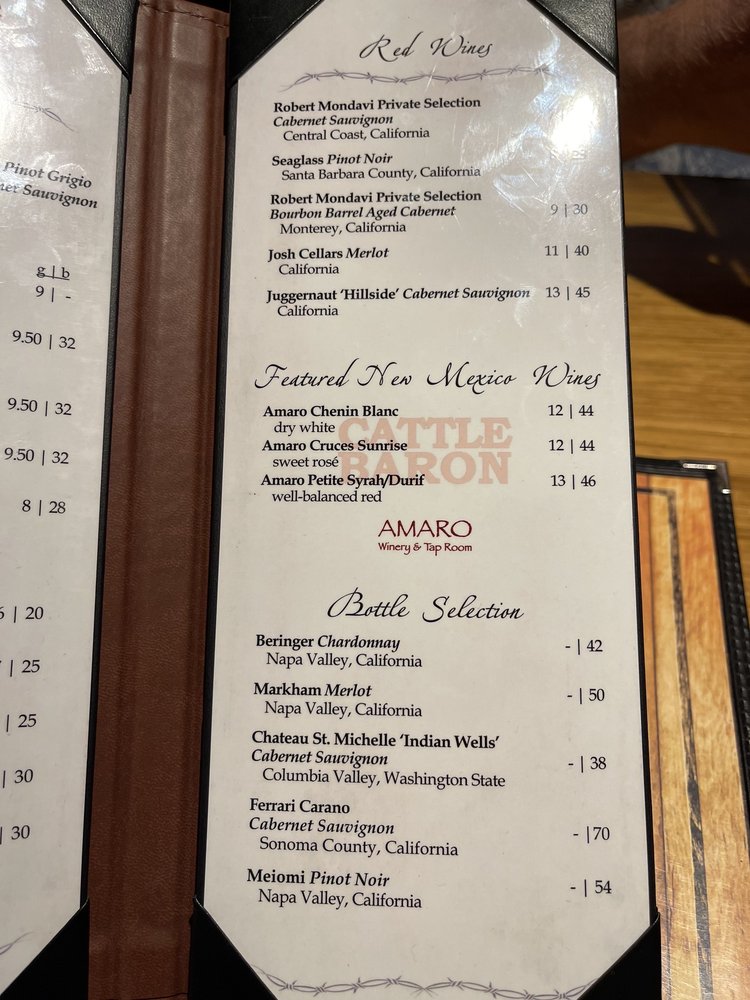 Pinot Grigio
net Sauvignon
g | b
9 | -
9.50 | 32
9.50 | 32
9.50 | 32
8 | 28
| 20
| 25
| 25
| 30
| 30
Red Wines
Robert Mondavi Private Selection
Cabernet Sauvignon
Central Coast, California
Seaglass Pinot Noir
Santa Barbara County, California
Robert Mondavi Private Selection
Bourbon Barrel Aged Cabernet 9 | 30
Monterey, California
Josh Cellars Merlot 11 | 40
California
Juggernaut ‘Hillside’ Cabernet Sauvignon 13 | 45
California
Featured New Mexico Wines
Amaro Chenin Blanc 12 | 44
dry white
Amaro Cruces Sunrise 12 | 44
sweet rosé
Amaro Petite Syrah/Durif 13 | 46
well-balanced red
CATTLE
BARON
AMARO
Winery & Tap Room
Bottle Selection
Beringer Chardonnay - | 42
Napa Valley, California
Markham Merlot - | 50
Napa Valley, California
Chateau St. Michelle ‘Indian Wells’
Cabernet Sauvignon - | 38
Columbia Valley, Washington State
Ferrari Carano
Cabernet Sauvignon - |70
Sonoma County, California
Meiomi Pinot Noir - | 54
Napa Valley, California